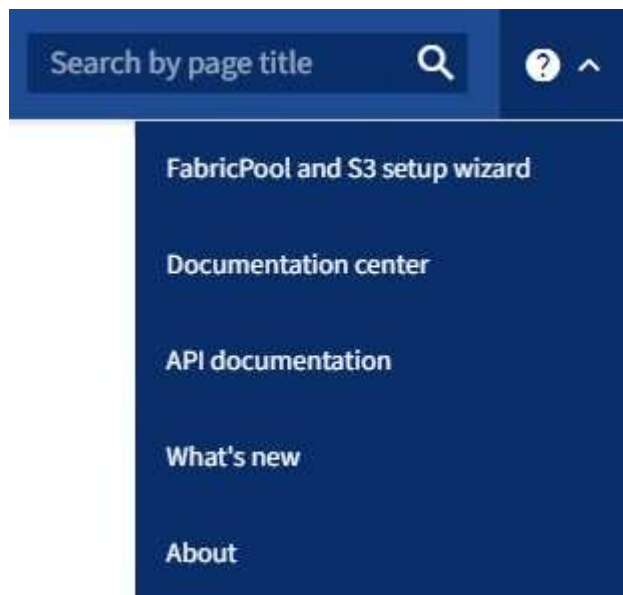 Search by page title
FabricPool and S3 setup wizard
Documentation center
API documentation
What's new
About